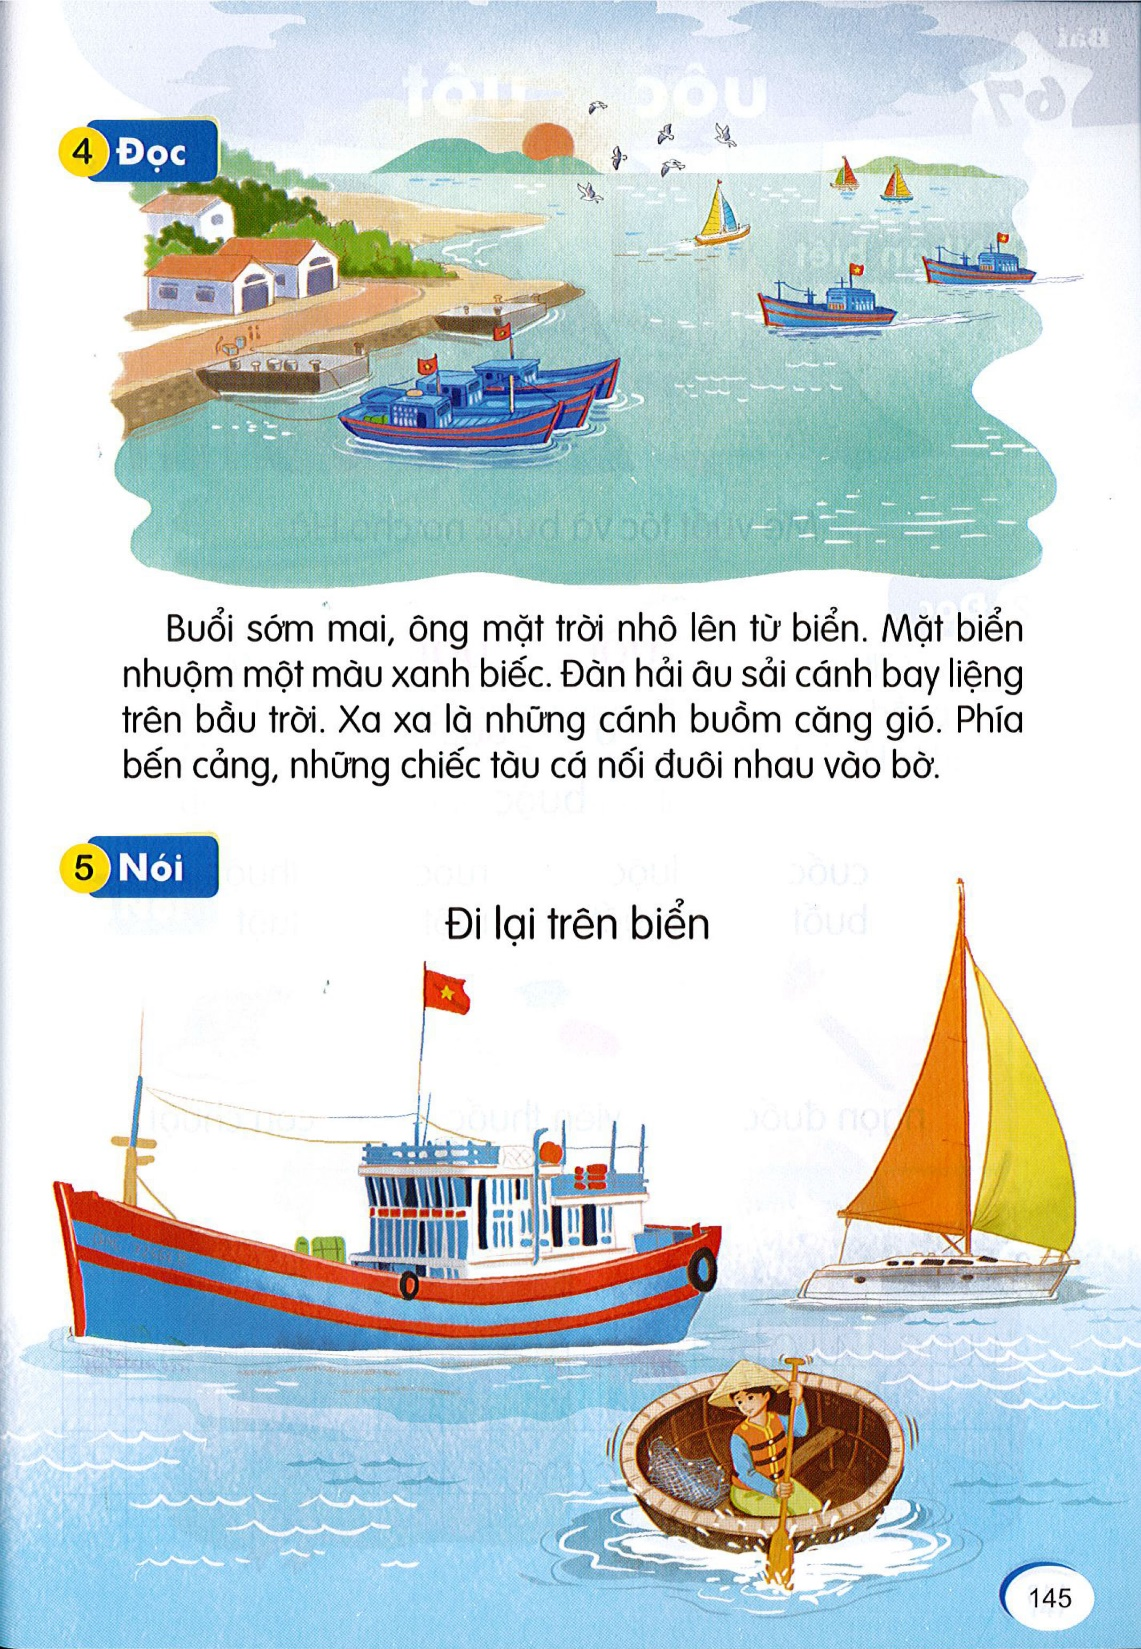 4 Đọc
Buổi sớm mai, ông mặt trời nhô lên từ biển. Mặt biển
nhuộm một màu xanh biếc. Đàn hải âu sải cánh bay liệng
trên bầu trời. Xa xa là những cánh buồm căng gió. Phía
bến cảng, những chiếc tàu cá nối đuôi nhau vào bờ.
5 Nói
Đi lại trên biển
145